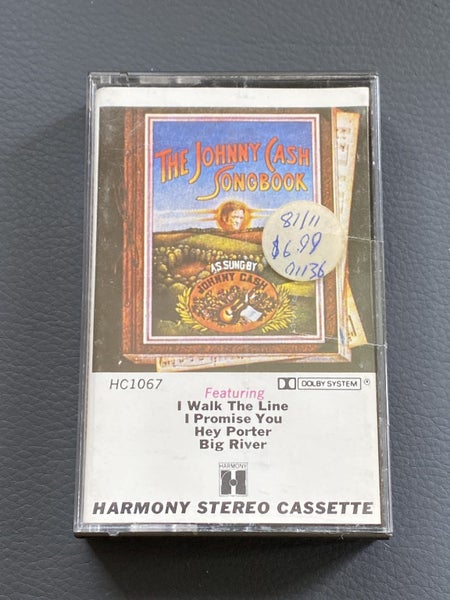 THE JOHNNY CASH
SONGBOOK
81/11
$6.99
01136
AS SUNG BY
JOHNNY CASH
HC1067
Featuring
DOLBY SYSTEM ®
I Walk The Line
I Promise You
Hey Porter
Big River
HARMONY
H
HARMONY STEREO CASSETTE